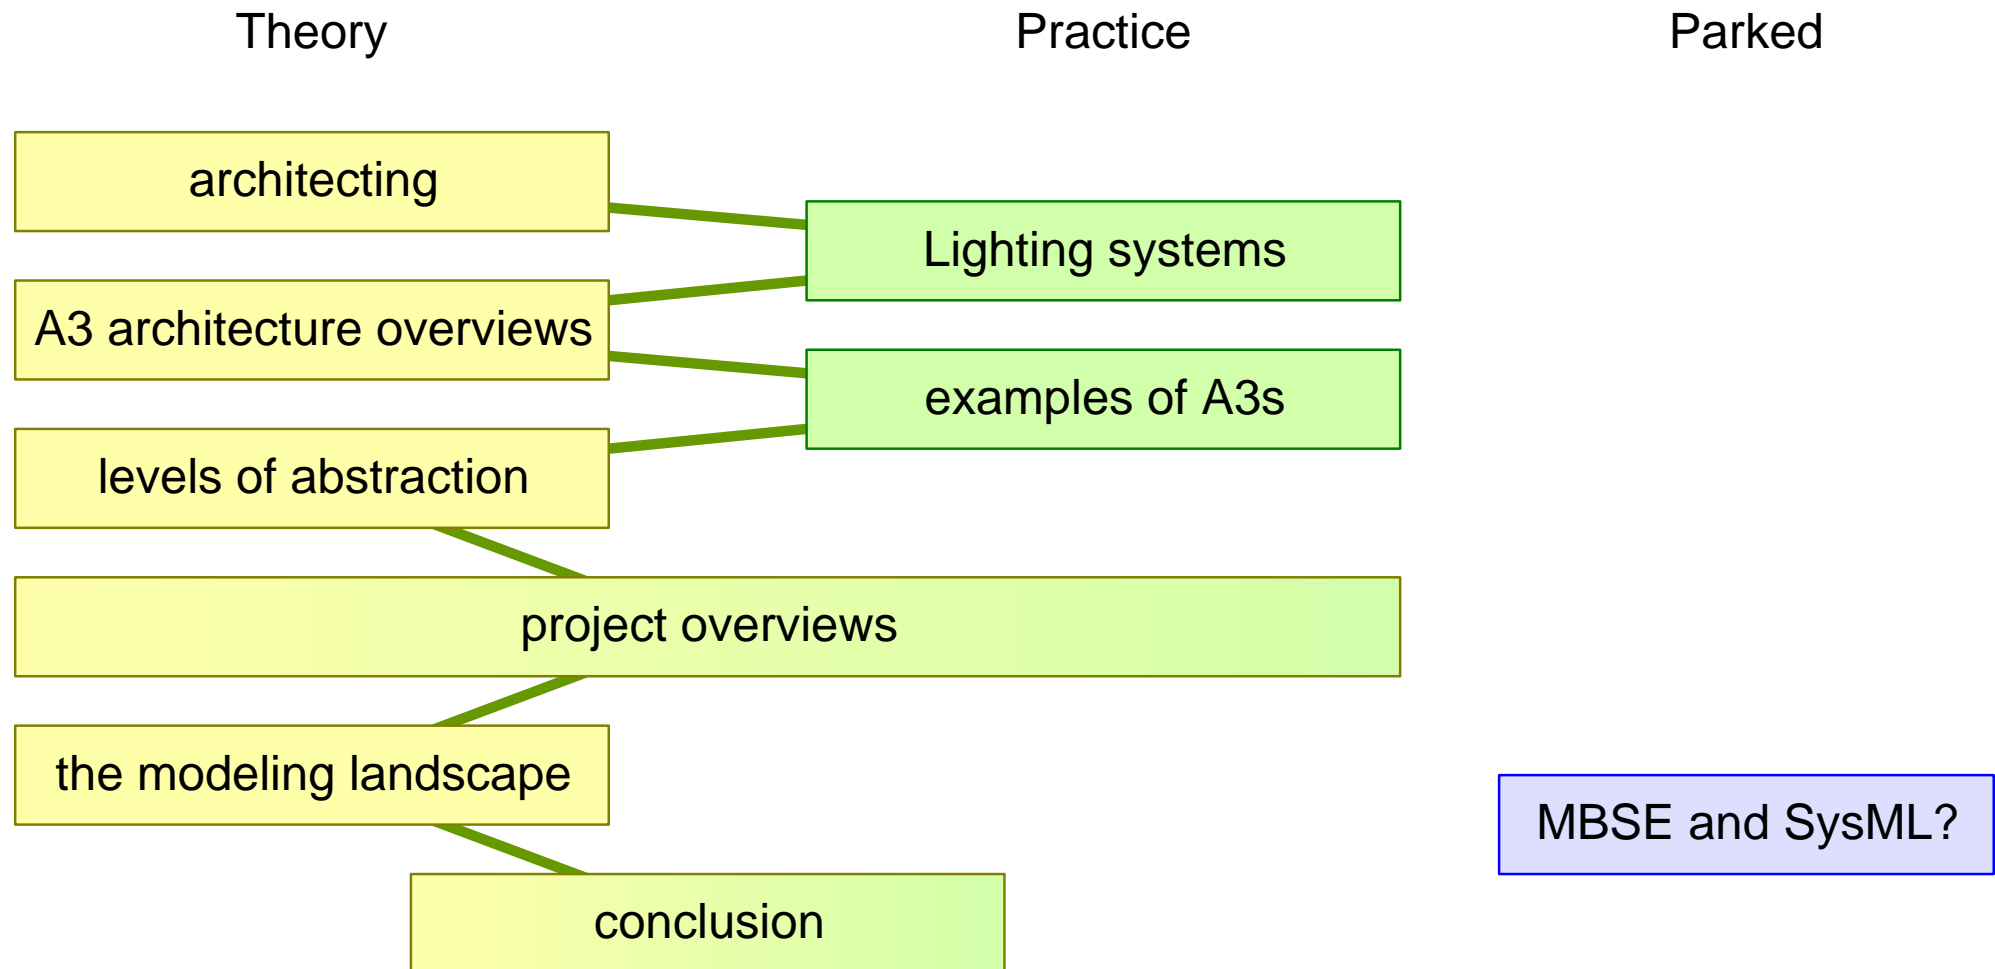 Theory
Practice
Parked
architecting
Lighting systems
A3 architecture overviews
examples of A3s
levels of abstraction
project overviews
the modeling landscape
MBSE and SysML?
conclusion